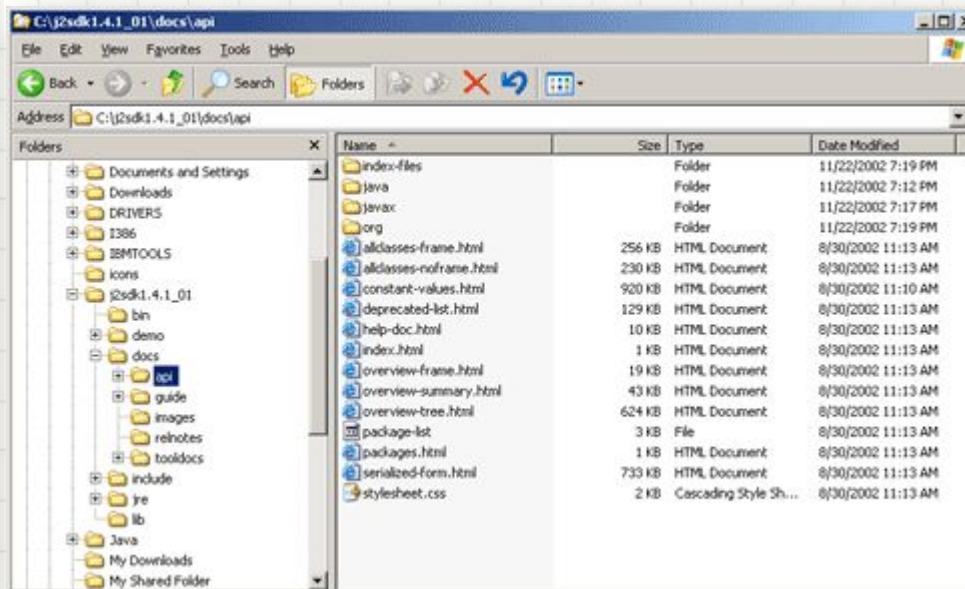 C:\j2sdk1.4.1_01\docs\api
File Edit View Favorites Tools Help
Back Search Folders
Address C:\j2sdk1.4.1_01\docs\api
Folders
Documents and Settings
Downloads
DRIVERS
I386
IBMTOOLS
icons
j2sdk1.4.1_01
bin
demo
docs
api
guide
images
relnotes
tooldocs
include
jre
lib
Java
My Downloads
My Shared Folder
Name Size Type Date Modified
index-files Folder 11/22/2002 7:19 PM
java Folder 11/22/2002 7:12 PM
javax Folder 11/22/2002 7:17 PM
org Folder 11/22/2002 7:19 PM
allclasses-frame.html 256 KB HTML Document 8/30/2002 11:13 AM
allclasses-noframe.html 230 KB HTML Document 8/30/2002 11:13 AM
constant-values.html 920 KB HTML Document 8/30/2002 11:10 AM
deprecated-list.html 129 KB HTML Document 8/30/2002 11:13 AM
help-doc.html 10 KB HTML Document 8/30/2002 11:13 AM
index.html 1 KB HTML Document 8/30/2002 11:13 AM
overview-frame.html 19 KB HTML Document 8/30/2002 11:13 AM
overview-summary.html 43 KB HTML Document 8/30/2002 11:13 AM
overview-tree.html 624 KB HTML Document 8/30/2002 11:13 AM
package-list 3 KB File 8/30/2002 11:13 AM
packages.html 1 KB HTML Document 8/30/2002 11:13 AM
serialized-form.html 733 KB HTML Document 8/30/2002 11:13 AM
stylesheet.css 2 KB Cascading Style Sh... 8/30/2002 11:13 AM